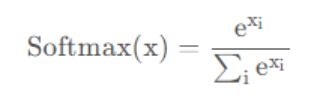 Softmax(x) = e^{x_i} / ∑_i e^{x_i}